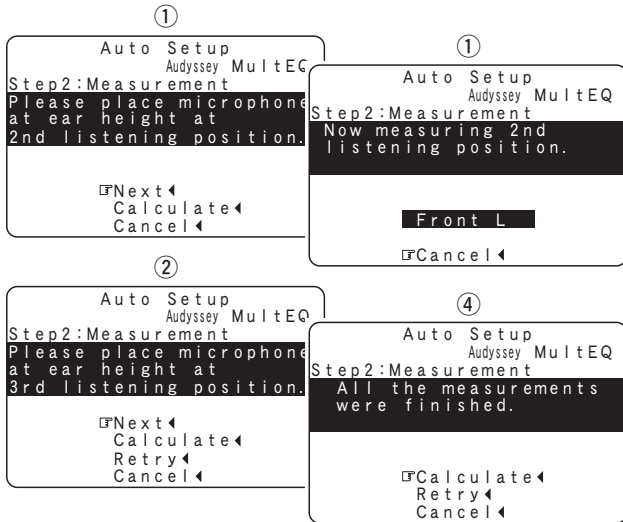 ①
Auto Setup
Audyssey MultEQ
Step2:Measurement
Please place microphone
at ear height at
2nd listening position.
☞Next◀
Calculate◀
Cancel◀
①
Auto Setup
Audyssey MultEQ
Step2:Measurement
Now measuring 2nd
listening position.
Front L
☞Cancel◀
②
Auto Setup
Audyssey MultEQ
Step2:Measurement
Please place microphone
at ear height at
3rd listening position.
☞Next◀
Calculate◀
Retry◀
Cancel◀
④
Auto Setup
Audyssey MultEQ
Step2:Measurement
All the measurements
were finished.
☞Calculate◀
Retry◀
Cancel◀